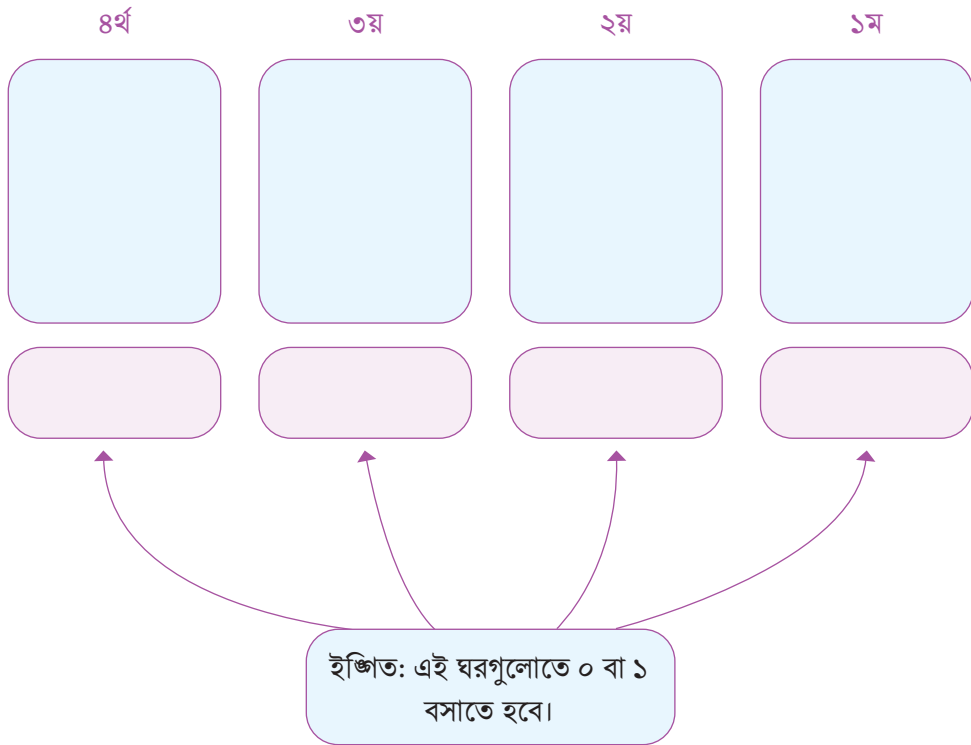 ৪র্থ ৩য় ২য় ১ম
ইঙ্গিত: এই ঘরগুলোতে ০ বা ১
বসাতে হবে।